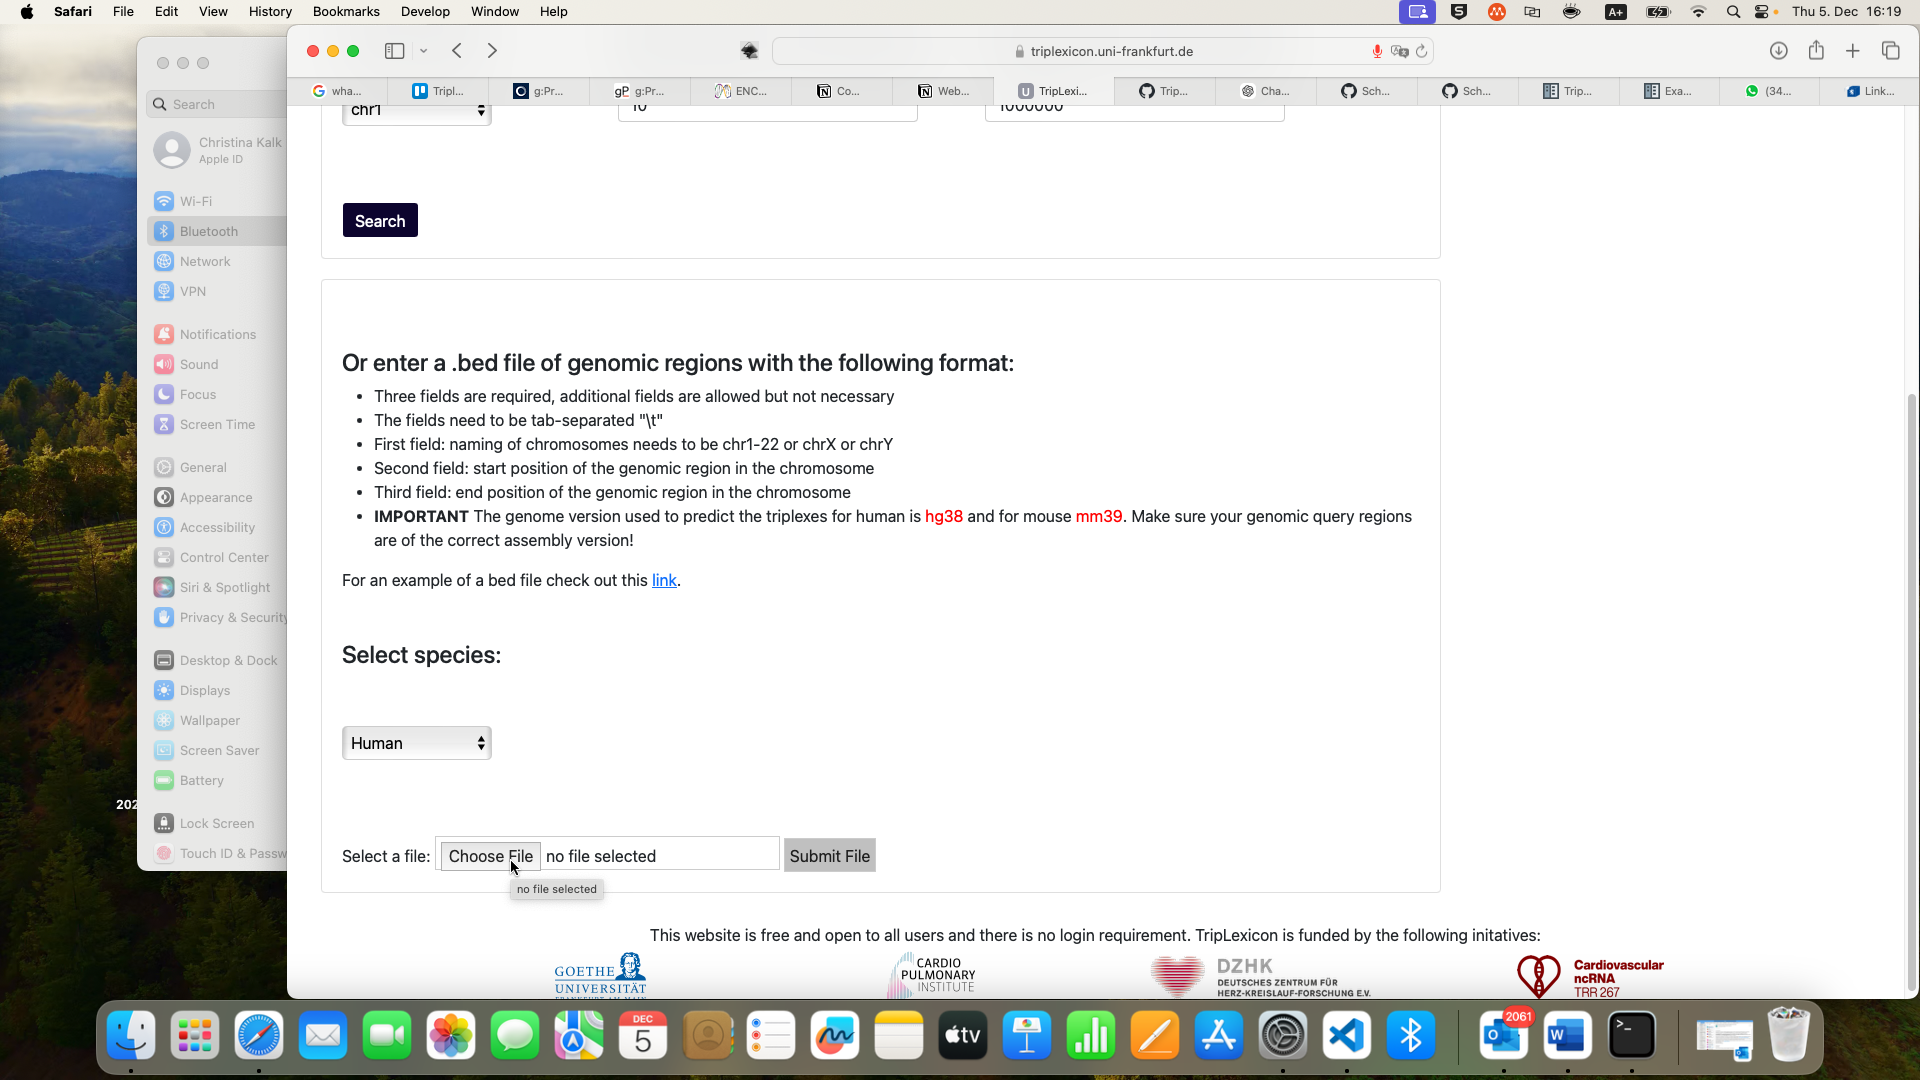 Safari File Edit View History Bookmarks Develop Window Help
Thu 5. Dec 16:19
triplexicon.uni-frankfurt.de
wha... Tripl... g:Pr... g:Pr... ENC... Co... Web... TripLexi... Trip... Cha... Sch... Sch... Trip... Exa... (34... Link...
Search
Christina Kalk
Apple ID
Wi-Fi
Bluetooth
Network
VPN
Notifications
Sound
Focus
Screen Time
General
Appearance
Accessibility
Control Center
Siri & Spotlight
Privacy & Security
Desktop & Dock
Displays
Wallpaper
Screen Saver
Battery
Lock Screen
Touch ID & Passw
202
chr1 10 1000000
Search
Or enter a .bed file of genomic regions with the following format:
• Three fields are required, additional fields are allowed but not necessary
• The fields need to be tab-separated "\t"
• First field: naming of chromosomes needs to be chr1-22 or chrX or chrY
• Second field: start position of the genomic region in the chromosome
• Third field: end position of the genomic region in the chromosome
• IMPORTANT The genome version used to predict the triplexes for human is hg38 and for mouse mm39. Make sure your genomic query regions
are of the correct assembly version!
For an example of a bed file check out this link.
Select species:
Human
Select a file: Choose File no file selected Submit File
no file selected
This website is free and open to all users and there is no login requirement. TripLexicon is funded by the following initatives:
GOETHE
UNIVERSITÄT
FRANKFURT AM MAIN
CARDIO
PULMONARY
INSTITUTE
DZHK
DEUTSCHES ZENTRUM FÜR
HERZ-KREISLAUF-FORSCHUNG E.V.
Cardiovascular
ncRNA
TRR 267
DEC
5
tv
2061